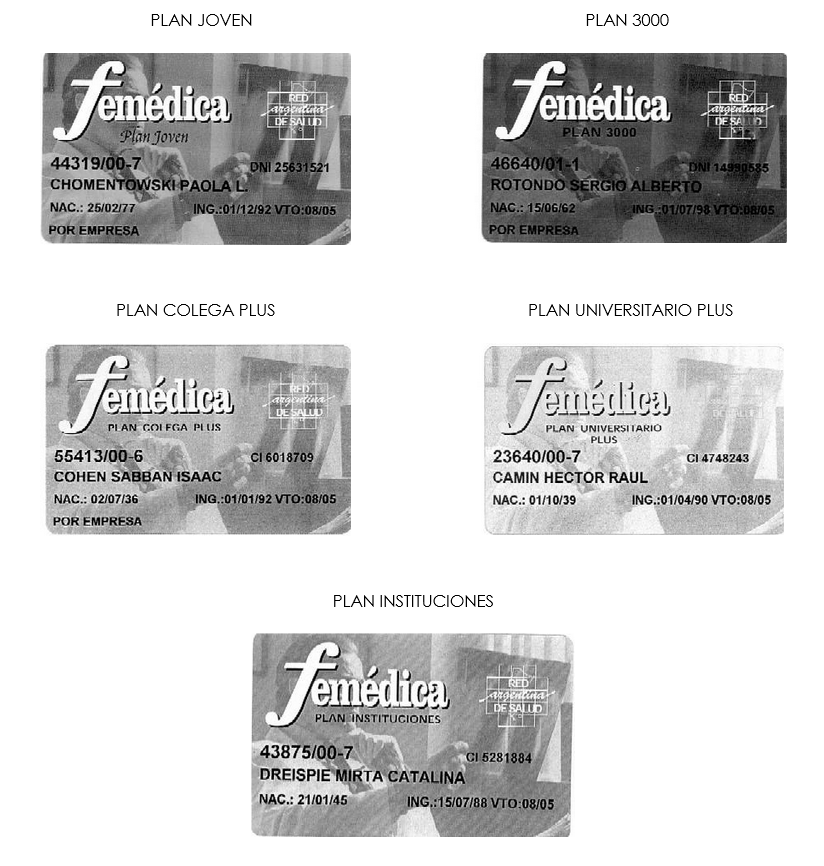 PLAN JOVEN
femédica
RED
argentina
DE SALUD
Plan Joven
44319/00-7
DNI 25631521
CHOMENTOWSKI PAOLA L.
NAC.: 25/02/77 ING.:01/12/92 VTO:08/05
POR EMPRESA
PLAN 3000
femédica
RED
argentina
DE SALUD
PLAN 3000
46640/01-1
DNI 14990585
ROTONDO SERGIO ALBERTO
NAC.: 15/06/62 ING.:01/07/98 VTO:08/05
POR EMPRESA
PLAN COLEGA PLUS
femédica
RED
argentina
DE SALUD
PLAN COLEGA PLUS
55413/00-6
CI 6018709
COHEN SABBAN ISAAC
NAC.: 02/07/36 ING.:01/01/92 VTO:08/05
POR EMPRESA
PLAN UNIVERSITARIO PLUS
femédica
argentina
DE SALUD
PLAN UNIVERSITARIO
PLUS
23640/00-7
CI 4748243
CAMIN HECTOR RAUL
NAC.: 01/10/39 ING.:01/04/90 VTO:08/05
PLAN INSTITUCIONES
femédica
RED
argentina
DE SALUD
PLAN INSTITUCIONES
43875/00-7
CI 5281884
DREISPIE MIRTA CATALINA
NAC.: 21/01/45 ING.:15/07/88 VTO:08/05